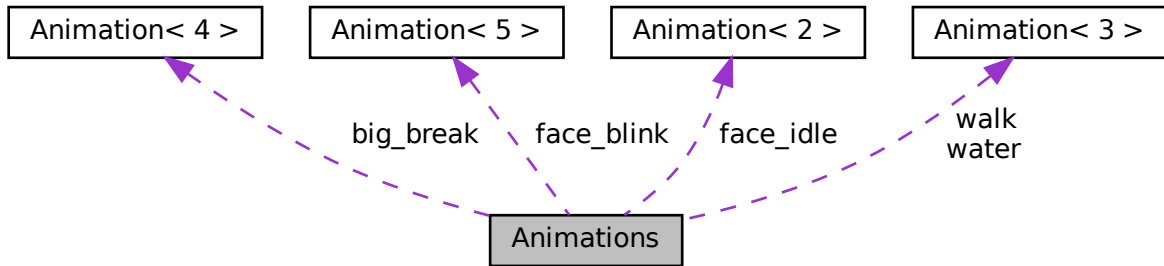 Animation< 4 >
Animation< 5 >
Animation< 2 >
Animation< 3 >
big_break
face_blink
face_idle
walk
water
Animations